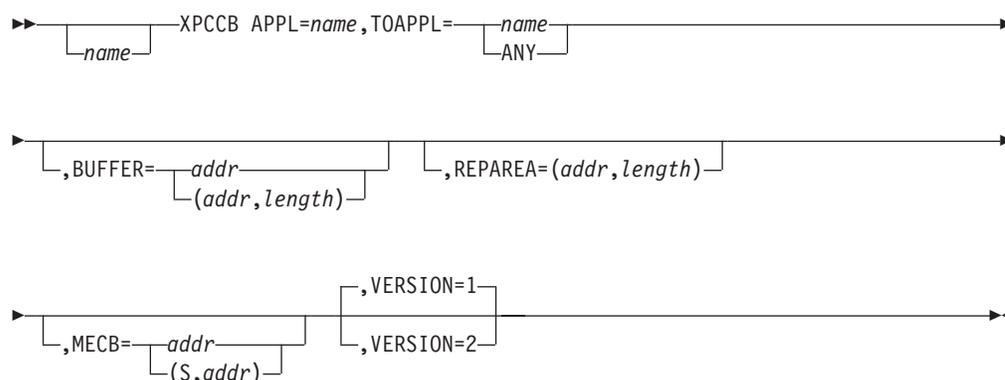 XPCCB APPL=name,TOAPPL= name
name ANY
,BUFFER= addr ,REPAREA=(addr,length)
(addr,length)
,VERSION=1
,MECB= addr ,VERSION=2
(S,addr)